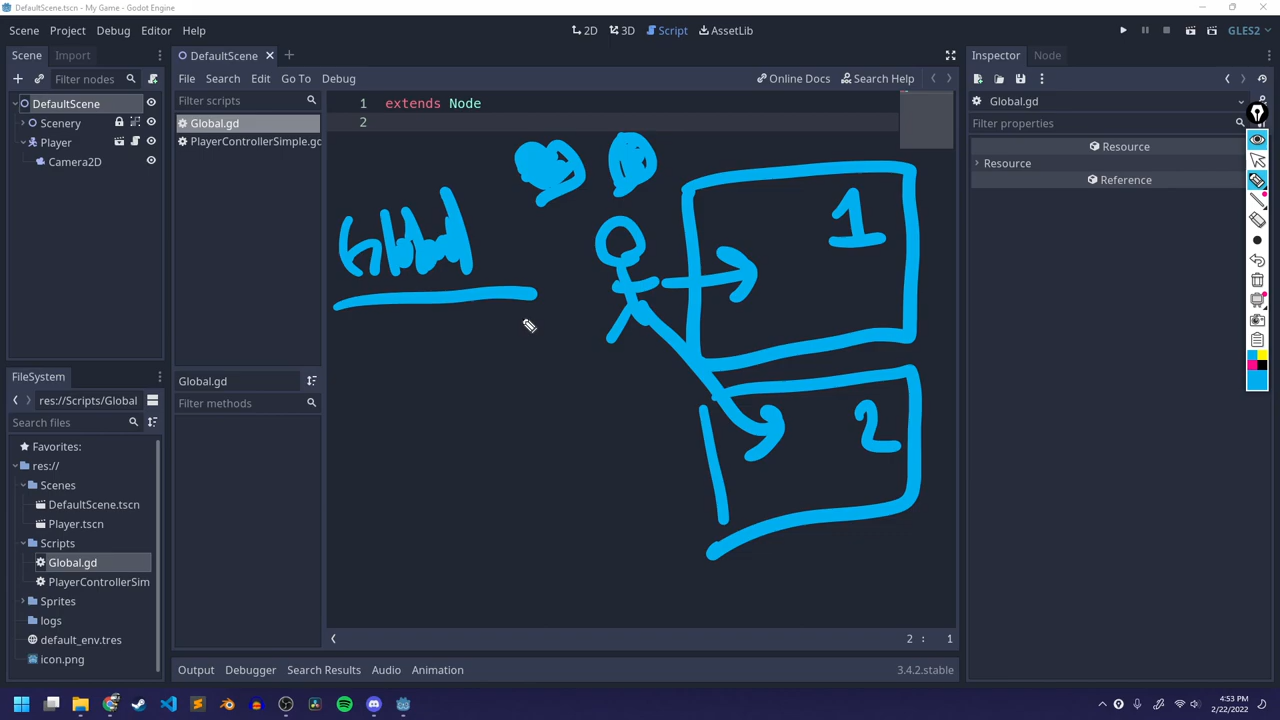 DefaultScene.tscn - My Game - Godot Engine
Scene Project Debug Editor Help
2D 3D Script AssetLib
GLES2
Scene Import
Filter nodes
DefaultScene
Scenery
Player
Camera2D
DefaultScene
File Search Edit Go To Debug
Online Docs Search Help
Filter scripts
Global.gd
PlayerControllerSimple.gd
Global.gd
Filter methods
1 extends Node
2
Global
1
2
2 : 1
Inspector Node
Global.gd
Filter properties
Resource
Resource
Reference
FileSystem
res://Scripts/Global
Search files
Favorites:
res://
Scenes
DefaultScene.tscn
Player.tscn
Scripts
Global.gd
PlayerControllerSim
Sprites
logs
default_env.tres
icon.png
Output Debugger Search Results Audio Animation
3.4.2.stable
4:53 PM
2/22/2022